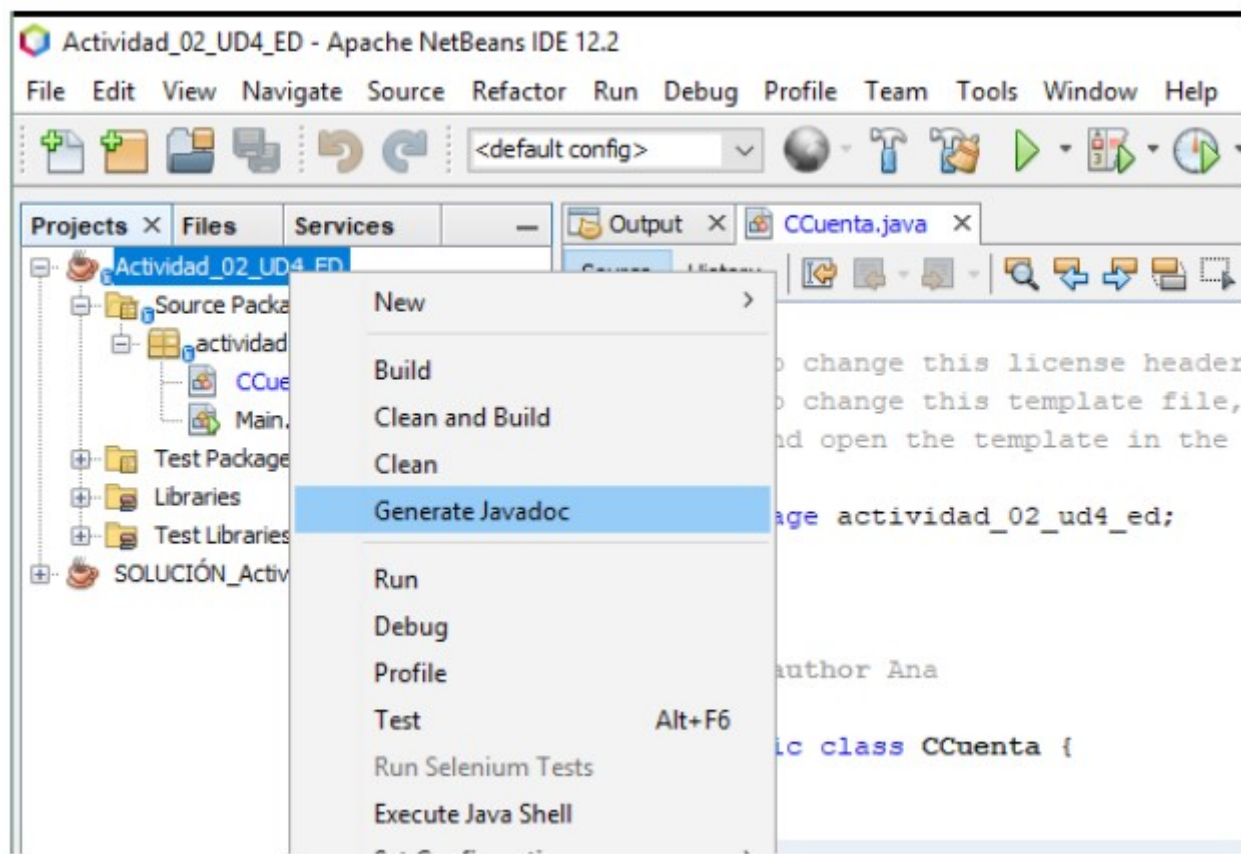 Actividad_02_UD4_ED - Apache NetBeans IDE 12.2
File Edit View Navigate Source Refactor Run Debug Profile Team Tools Window Help
<default config>
Projects Files Services
Output CCuenta.java
Actividad_02_UD4_ED
Source Packa
actividad
CCue
Main.
Test Package
Libraries
Test Libraries
SOLUCIÓN_Activ
New
Build
Clean and Build
Clean
Generate Javadoc
Run
Debug
Profile
Test Alt+F6
Run Selenium Tests
Execute Java Shell
o change this license header
o change this template file,
nd open the template in the
age actividad_02_ud4_ed;
author Ana
ic class CCuenta {